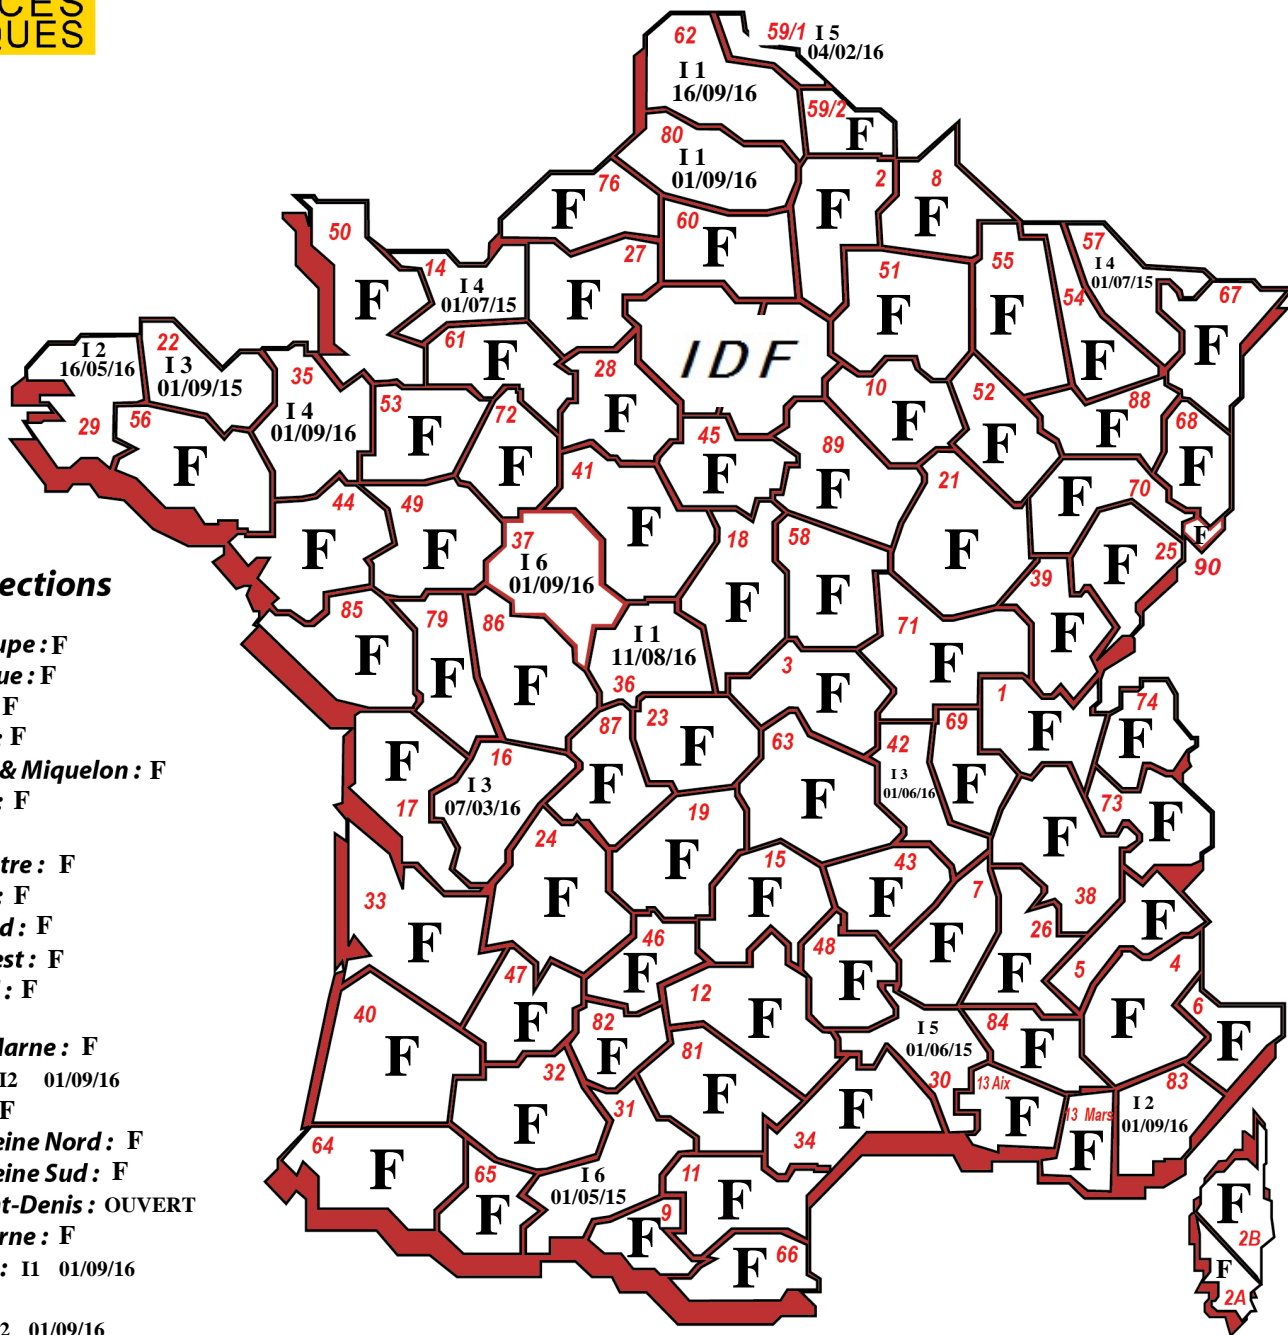 CES
QUES
62
59/1 I 5
04/02/16
I 1
16/09/16
59/2
F
80
I 1
01/09/16
76
F
2
F
8
F
60
F
50
F
14
I 4
01/07/15
27
F
51
F
55
F
54
F
57
I 4
01/07/15
67
F
61
F
IDF
22
I 3
01/09/15
I 2
16/05/16
29
35
I 4
01/09/16
56
F
53
F
72
F
28
F
10
F
52
F
88
F
68
F
45
F
89
F
41
F
21
F
70
F
44
F
49
F
37
I 6
01/09/16
18
F
58
F
25
F
F
90
39
F
ections
85
F
79
F
86
F
I 1
11/08/16
36
71
F
3
F
upe : F
ue : F
F
: F
& Miquelon : F
: F
tre : F
: F
d : F
est : F
: F
larne : F
I2 01/09/16
F
eine Nord : F
eine Sud : F
nt-Denis : OUVERT
rne : F
: I1 01/09/16
2 01/09/16
1
F
74
F
69
F
42
I 3
01/06/16
63
F
23
F
87
F
16
I 3
07/03/16
F
17
73
F
38
F
24
F
19
F
15
F
43
F
7
F
26
F
5
F
4
F
33
F
46
F
48
F
47
F
12
F
40
F
82
F
I 5
01/06/15
30
84
F
6
F
81
F
32
F
31
I 6
01/05/15
34
F
13 Aix
F
13 Mars
F
83
I 2
01/09/16
64
F
65
F
11
F
9
F
66
F
F
2B
F
2A